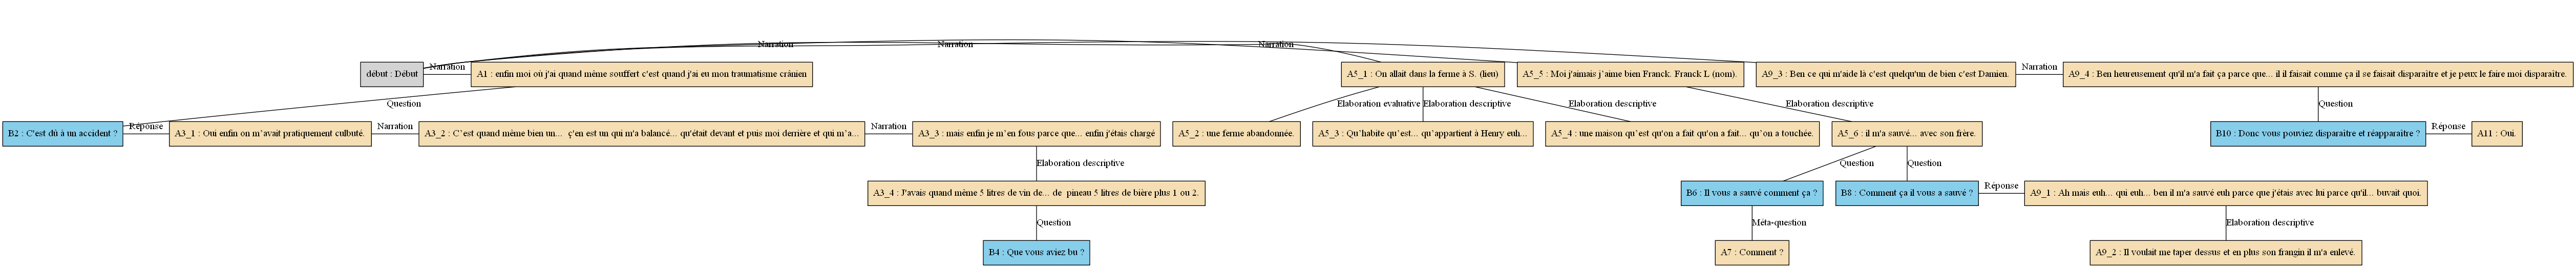 Narration Narration Narration
début : Début Narration A1 : enfin moi où j'ai quand même souffert c'est quand j'ai eu mon traumatisme crânien A5_1 : On allait dans la ferme à S. (lieu) A5_5 : Moi j'aimais j’aime bien Franck. Franck L (nom). A9_3 : Ben ce qui m'aide là c'est quelqu'un de bien c'est Damien. Narration A9_4 : Ben heureusement qu'il m'a fait ça parce que... il il faisait comme ça il se faisait disparaître et je peux le faire moi disparaître.
Question Elaboration evaluative Elaboration descriptive Elaboration descriptive Elaboration descriptive Question
B2 : C'est dû à un accident ? Réponse A3_1 : Oui enfin on m’avait pratiquement culbuté. Narration A3_2 : C’est quand même bien un... ç'en est un qui m'a balancé... qu'était devant et puis moi derrière et qui m’a... Narration A3_3 : mais enfin je m’en fous parce que... enfin j'étais chargé A5_2 : une ferme abandonnée. A5_3 : Qu’habite qu’est... qu’appartient à Henry euh... A5_4 : une maison qu’est qu'on a fait qu'on a fait... qu’on a touchée. A5_6 : il m'a sauvé... avec son frère. B10 : Donc vous pouviez disparaître et réapparaître ? Réponse A11 : Oui.
Elaboration descriptive Question Question
A3_4 : J'avais quand même 5 litres de vin de... de  pineau 5 litres de bière plus 1 ou 2. B6 : Il vous a sauvé comment ça ? B8 : Comment ça il vous a sauvé ? Réponse A9_1 : Ah mais euh... qui euh... ben il m'a sauvé euh parce que j'étais avec lui parce qu'il... buvait quoi.
Question Méta-question Elaboration descriptive
B4 : Que vous aviez bu ? A7 : Comment ? A9_2 : Il voulait me taper dessus et en plus son frangin il m'a enlevé.